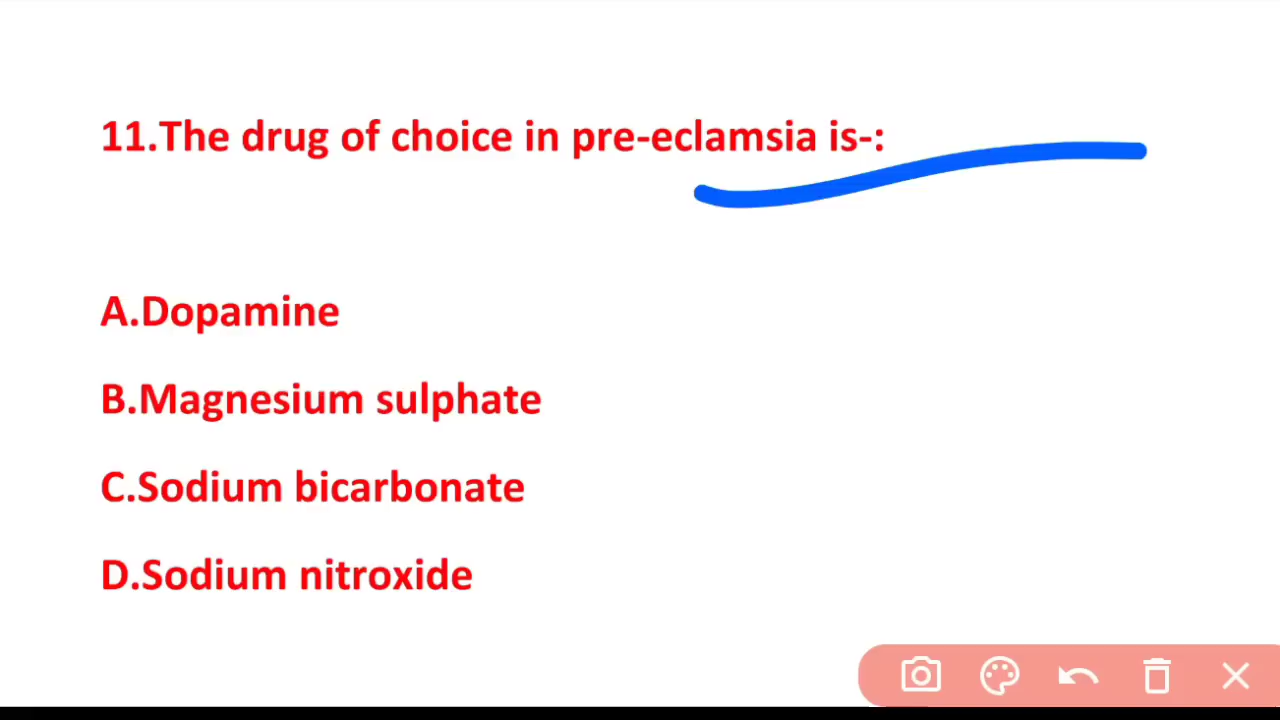 11.The drug of choice in pre-eclamsia is-:
A.Dopamine
B.Magnesium sulphate
C.Sodium bicarbonate
D.Sodium nitroxide